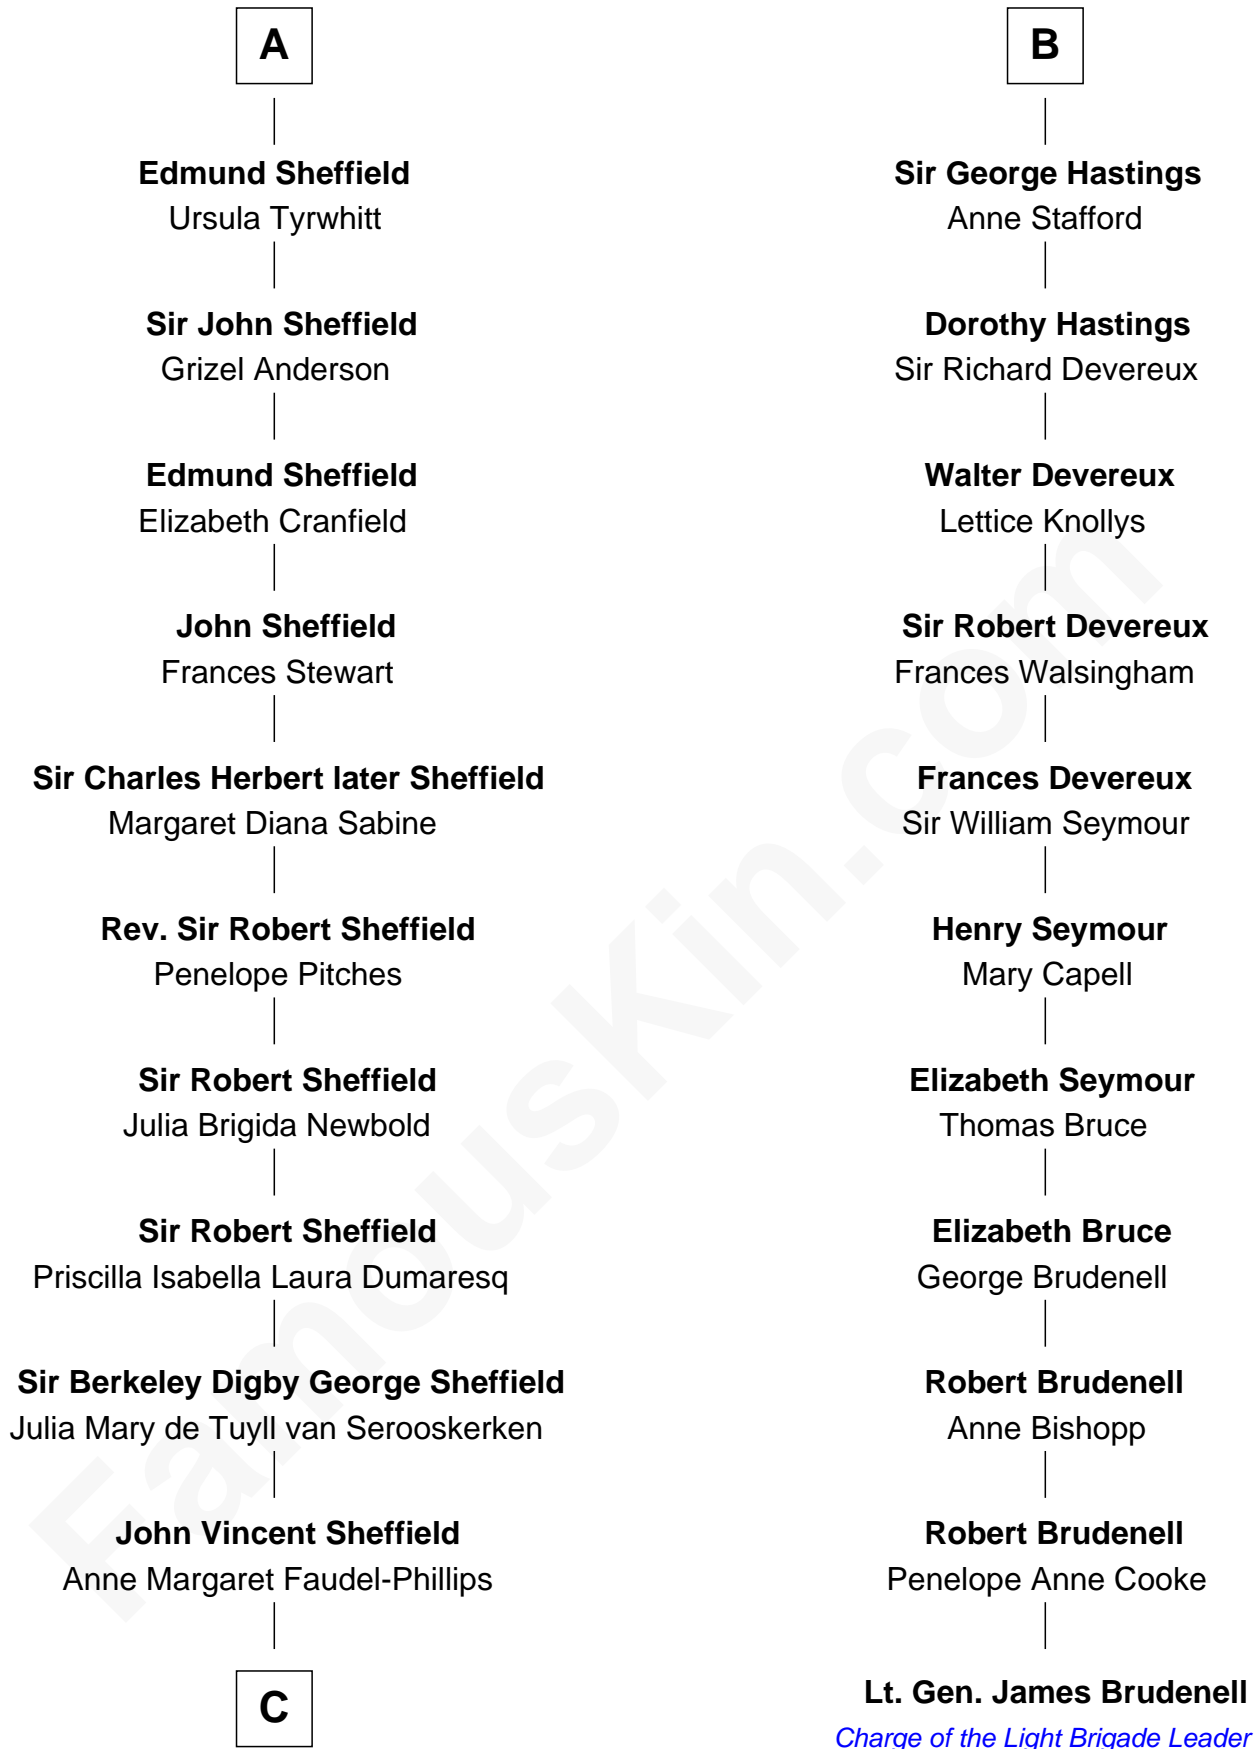 A
Edmund Sheffield
Ursula Tyrwhitt
Sir John Sheffield
Grizel Anderson
Edmund Sheffield
Elizabeth Cranfield
John Sheffield
Frances Stewart
Sir Charles Herbert later Sheffield
Margaret Diana Sabine
Rev. Sir Robert Sheffield
Penelope Pitches
Sir Robert Sheffield
Julia Brigida Newbold
Sir Robert Sheffield
Priscilla Isabella Laura Dumaresq
Sir Berkeley Digby George Sheffield
Julia Mary de Tuyll van Serooskerken
John Vincent Sheffield
Anne Margaret Faudel-Phillips
C
B
Sir George Hastings
Anne Stafford
Dorothy Hastings
Sir Richard Devereux
Walter Devereux
Lettice Knollys
Sir Robert Devereux
Frances Walsingham
Frances Devereux
Sir William Seymour
Henry Seymour
Mary Capell
Elizabeth Seymour
Thomas Bruce
Elizabeth Bruce
George Brudenell
Robert Brudenell
Anne Bishopp
Robert Brudenell
Penelope Anne Cooke
Lt. Gen. James Brudenell
Charge of the Light Brigade Leader
FamousKin.com